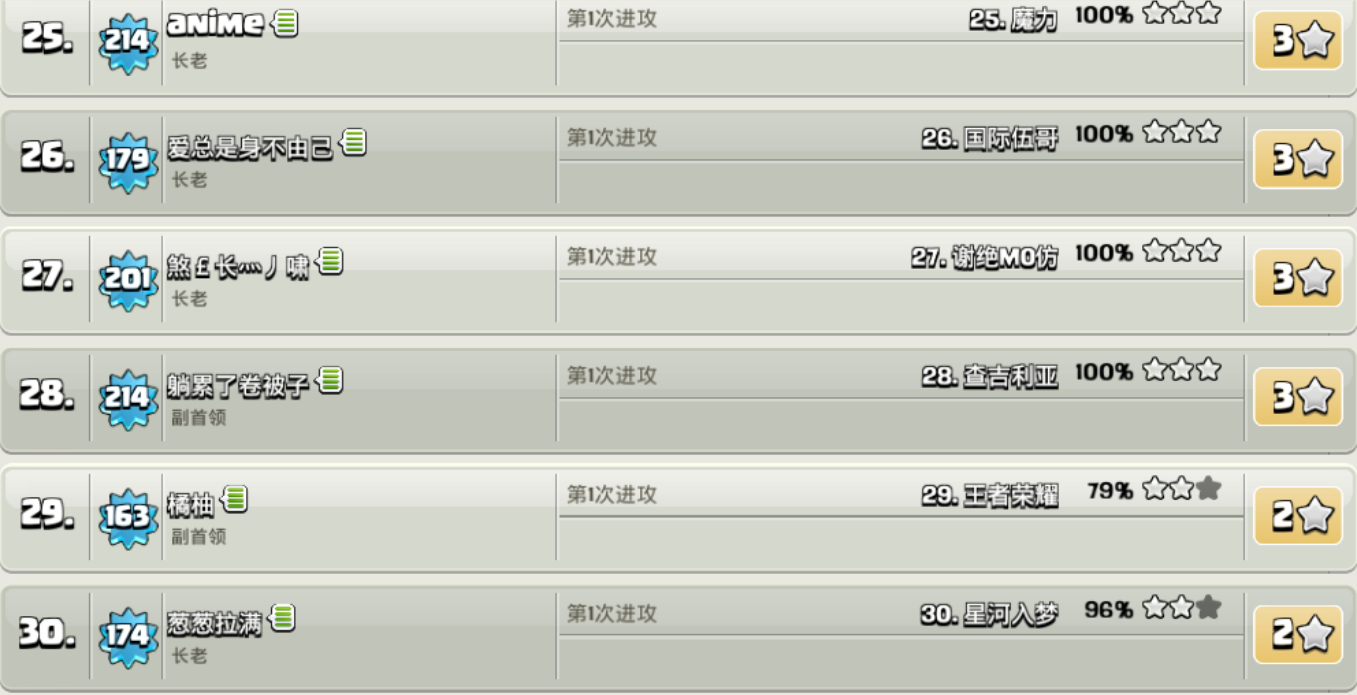 25. 214 anime 第1次进攻 25. 魔力 100% 3
长老
26. 179 爱总是身不由己 第1次进攻 26. 国际伍哥 100% 3
长老
27. 201 煞￡长灬丿啸 第1次进攻 27. 谢绝MO仿 100% 3
长老
28. 214 躺累了卷被子 第1次进攻 28. 查吉利亚 100% 3
副首领
29. 163 橘柚 第1次进攻 29. 王者荣耀 79% 2
副首领
30. 174 葱葱拉满 第1次进攻 30. 星河入梦 96% 2
长老